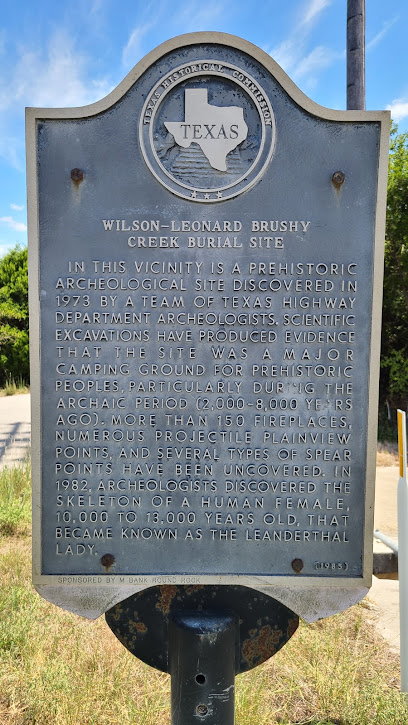 TEXAS HISTORICAL COMMISSION
TEXAS
WILSON-LEONARD BRUSHY
CREEK BURIAL SITE
IN THIS VICINITY IS A PREHISTORIC
ARCHEOLOGICAL SITE DISCOVERED IN
1973 BY A TEAM OF TEXAS HIGHWAY
DEPARTMENT ARCHEOLOGISTS. SCIENTIFIC
EXCAVATIONS HAVE PRODUCED EVIDENCE
THAT THE SITE WAS A MAJOR
CAMPING GROUND FOR PREHISTORIC
PEOPLES, PARTICULARLY DURING THE
ARCHAIC PERIOD (2,000-8,000 YEARS
AGO). MORE THAN 150 FIREPLACES,
NUMEROUS PROJECTILE PLAINVIEW
POINTS, AND SEVERAL TYPES OF SPEAR
POINTS HAVE BEEN UNCOVERED. IN
1982, ARCHEOLOGISTS DISCOVERED THE
SKELETON OF A HUMAN FEMALE,
10,000 TO 13,000 YEARS OLD, THAT
BECAME KNOWN AS THE LEANDERTHAL
LADY.
(1985)
SPONSORED BY M BANK ROUND ROCK